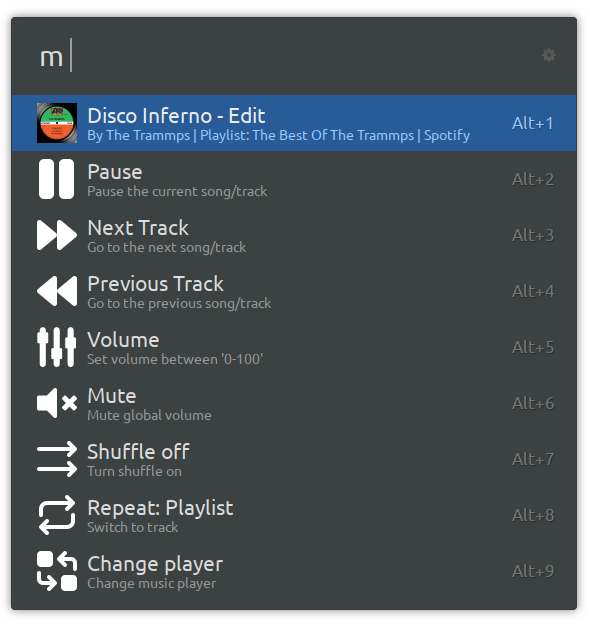 m
Disco Inferno - Edit
By The Trammps | Playlist: The Best Of The Trammps | Spotify
Alt+1
Pause
Pause the current song/track
Alt+2
Next Track
Go to the next song/track
Alt+3
Previous Track
Go to the previous song/track
Alt+4
Volume
Set volume between '0-100'
Alt+5
Mute
Mute global volume
Alt+6
Shuffle off
Turn shuffle on
Alt+7
Repeat: Playlist
Switch to track
Alt+8
Change player
Change music player
Alt+9